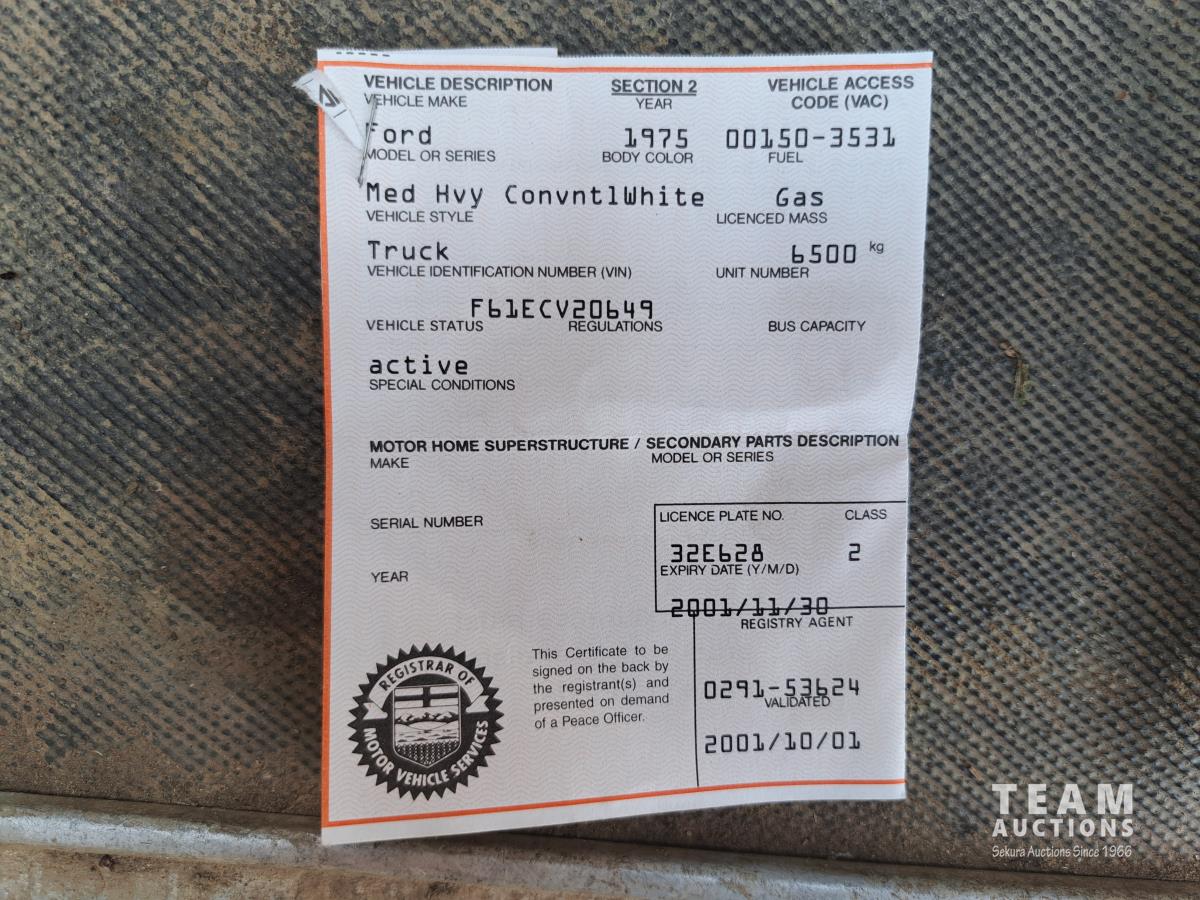 VEHICLE DESCRIPTION SECTION 2 VEHICLE ACCESS
VEHICLE MAKE YEAR CODE (VAC)
Ford 1975 00150-3531
MODEL OR SERIES BODY COLOR FUEL
Med Hvy ConvntlWhite Gas
VEHICLE STYLE LICENCED MASS
Truck 6500 kg
VEHICLE IDENTIFICATION NUMBER (VIN) UNIT NUMBER
F61ECV20649
VEHICLE STATUS REGULATIONS BUS CAPACITY
active
SPECIAL CONDITIONS
MOTOR HOME SUPERSTRUCTURE / SECONDARY PARTS DESCRIPTION
MAKE MODEL OR SERIES
SERIAL NUMBER LICENCE PLATE NO. CLASS
32E628 2
YEAR EXPIRY DATE (Y/M/D)
2001/11/30
REGISTRY AGENT
REGISTRAR OF
MOTOR VEHICLE SERVICES
This Certificate to be
signed on the back by
the registrant(s) and
presented on demand
of a Peace Officer.
0291-53624
VALIDATED
2001/10/01
TEAM
AUCTIONS
Sekura Auctions Since 1966